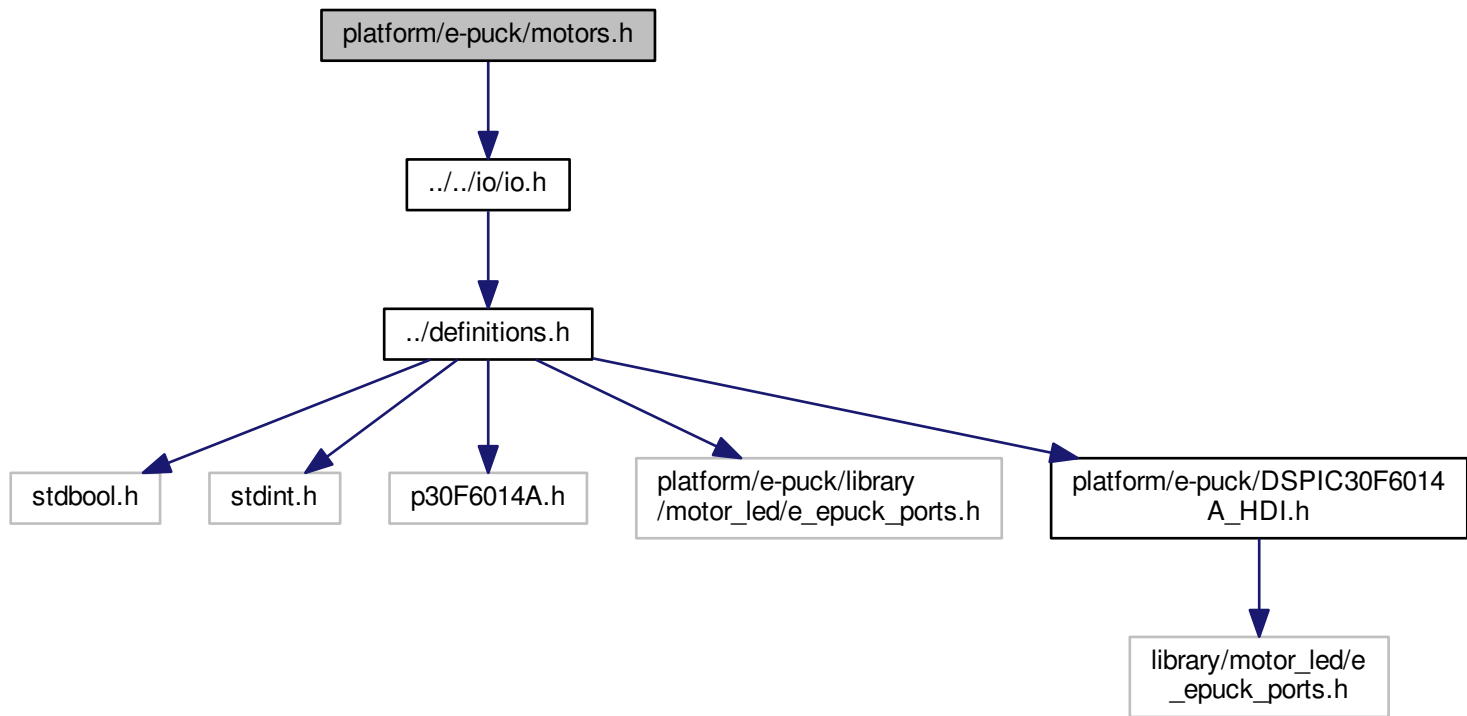 platform/e-puck/motors.h
../../io/io.h
../definitions.h
stdbool.h
stdint.h
p30F6014A.h
platform/e-puck/library
/motor_led/e_epuck_ports.h
platform/e-puck/DSPIC30F6014
A_HDI.h
library/motor_led/e
_epuck_ports.h